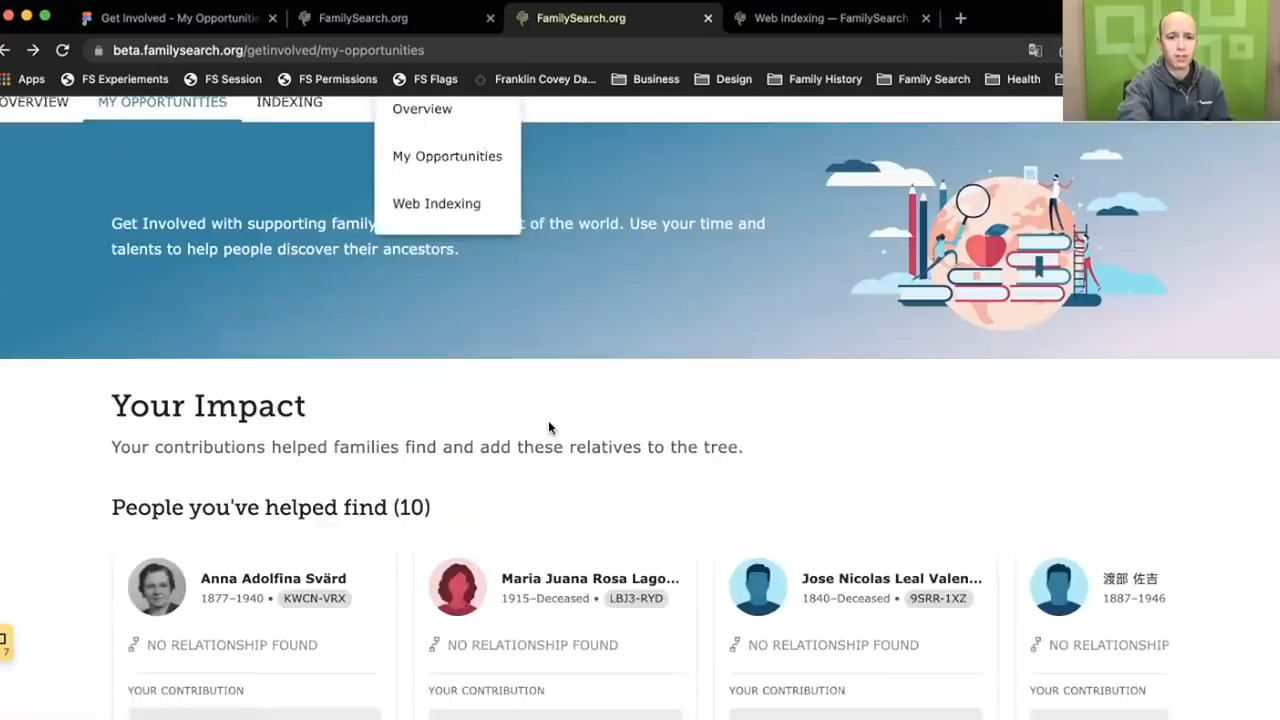 Get Involved - My Opportuniti
FamilySearch.org
FamilySearch.org
Web Indexing — FamilySearch
beta.familysearch.org/getinvolved/my-opportunities
Apps
FS Experiements
FS Session
FS Permissions
FS Flags
Franklin Covey Da...
Business
Design
Family History
Family Search
Health
OVERVIEW
MY OPPORTUNITIES
INDEXING
Overview
My Opportunities
Web Indexing
Get Involved with supporting family t of the world. Use your time and
talents to help people discover their ancestors.
Your Impact
Your contributions helped families find and add these relatives to the tree.
People you've helped find (10)
Anna Adolfina Svärd
1877–1940 • KWCN-VRX
NO RELATIONSHIP FOUND
YOUR CONTRIBUTION
Maria Juana Rosa Lago...
1915–Deceased • LBJ3-RYD
NO RELATIONSHIP FOUND
YOUR CONTRIBUTION
Jose Nicolas Leal Valen...
1840–Deceased • 9SRR-1XZ
NO RELATIONSHIP FOUND
YOUR CONTRIBUTION
渡部 佐吉
1887–1946
NO RELATIONSHIP
YOUR CONTRIBUTION
7